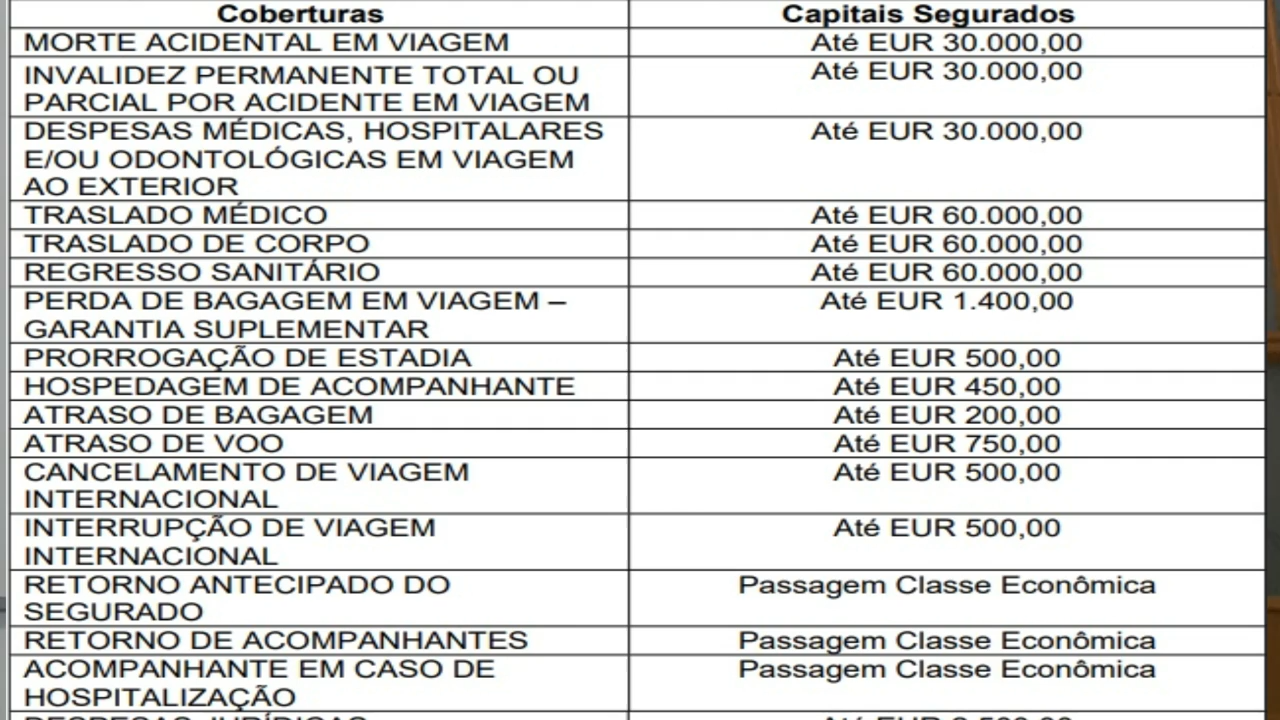 Coberturas Capitais Segurados
MORTE ACIDENTAL EM VIAGEM Até EUR 30.000,00
INVALIDEZ PERMANENTE TOTAL OU Até EUR 30.000,00
PARCIAL POR ACIDENTE EM VIAGEM
DESPESAS MÉDICAS, HOSPITALARES Até EUR 30.000,00
E/OU ODONTOLÓGICAS EM VIAGEM
AO EXTERIOR
TRASLADO MÉDICO Até EUR 60.000,00
TRASLADO DE CORPO Até EUR 60.000,00
REGRESSO SANITÁRIO Até EUR 60.000,00
PERDA DE BAGAGEM EM VIAGEM – Até EUR 1.400,00
GARANTIA SUPLEMENTAR
PRORROGAÇÃO DE ESTADIA Até EUR 500,00
HOSPEDAGEM DE ACOMPANHANTE Até EUR 450,00
ATRASO DE BAGAGEM Até EUR 200,00
ATRASO DE VOO Até EUR 750,00
CANCELAMENTO DE VIAGEM Até EUR 500,00
INTERNACIONAL
INTERRUPÇÃO DE VIAGEM Até EUR 500,00
INTERNACIONAL
RETORNO ANTECIPADO DO Passagem Classe Econômica
SEGURADO
RETORNO DE ACOMPANHANTES Passagem Classe Econômica
ACOMPANHANTE EM CASO DE Passagem Classe Econômica
HOSPITALIZAÇÃO
DESPESAS JURÍDICAS Até EUR